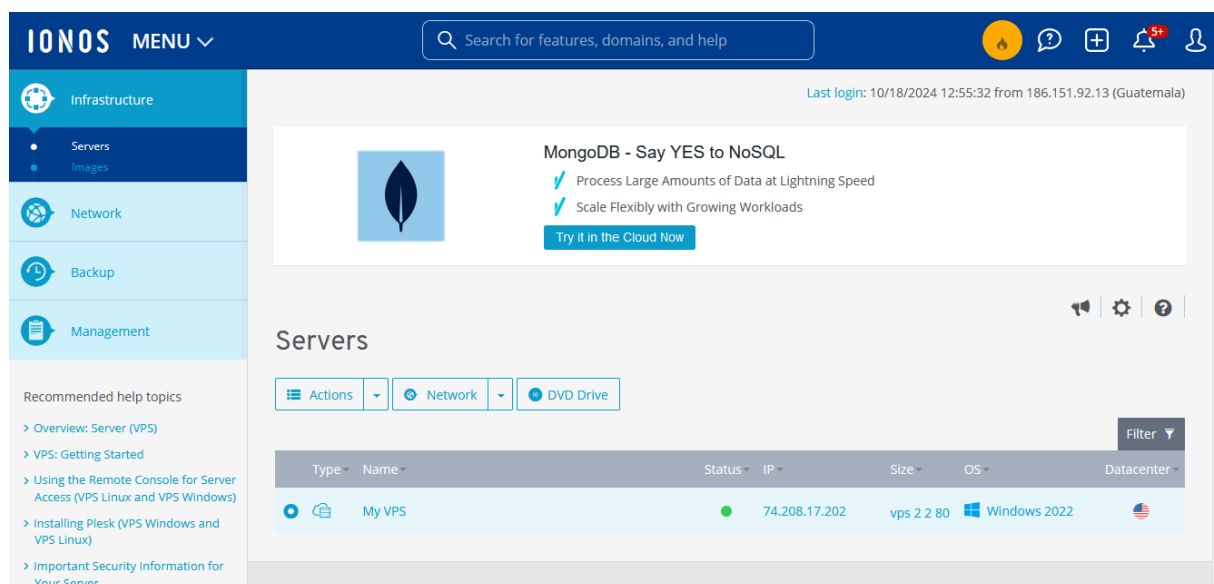 IONOS MENU
Search for features, domains, and help
5+
Infrastructure
Servers
Images
Network
Backup
Management
Recommended help topics
> Overview: Server (VPS)
> VPS: Getting Started
> Using the Remote Console for Server
Access (VPS Linux and VPS Windows)
> Installing Plesk (VPS Windows and
VPS Linux)
> Important Security Information for
Your Server
Last login: 10/18/2024 12:55:32 from 186.151.92.13 (Guatemala)
MongoDB - Say YES to NoSQL
Process Large Amounts of Data at Lightning Speed
Scale Flexibly with Growing Workloads
Try it in the Cloud Now
Servers
Actions Network DVD Drive
Filter
Type Name Status IP Size OS Datacenter
My VPS 74.208.17.202 vps 2 2 80 Windows 2022